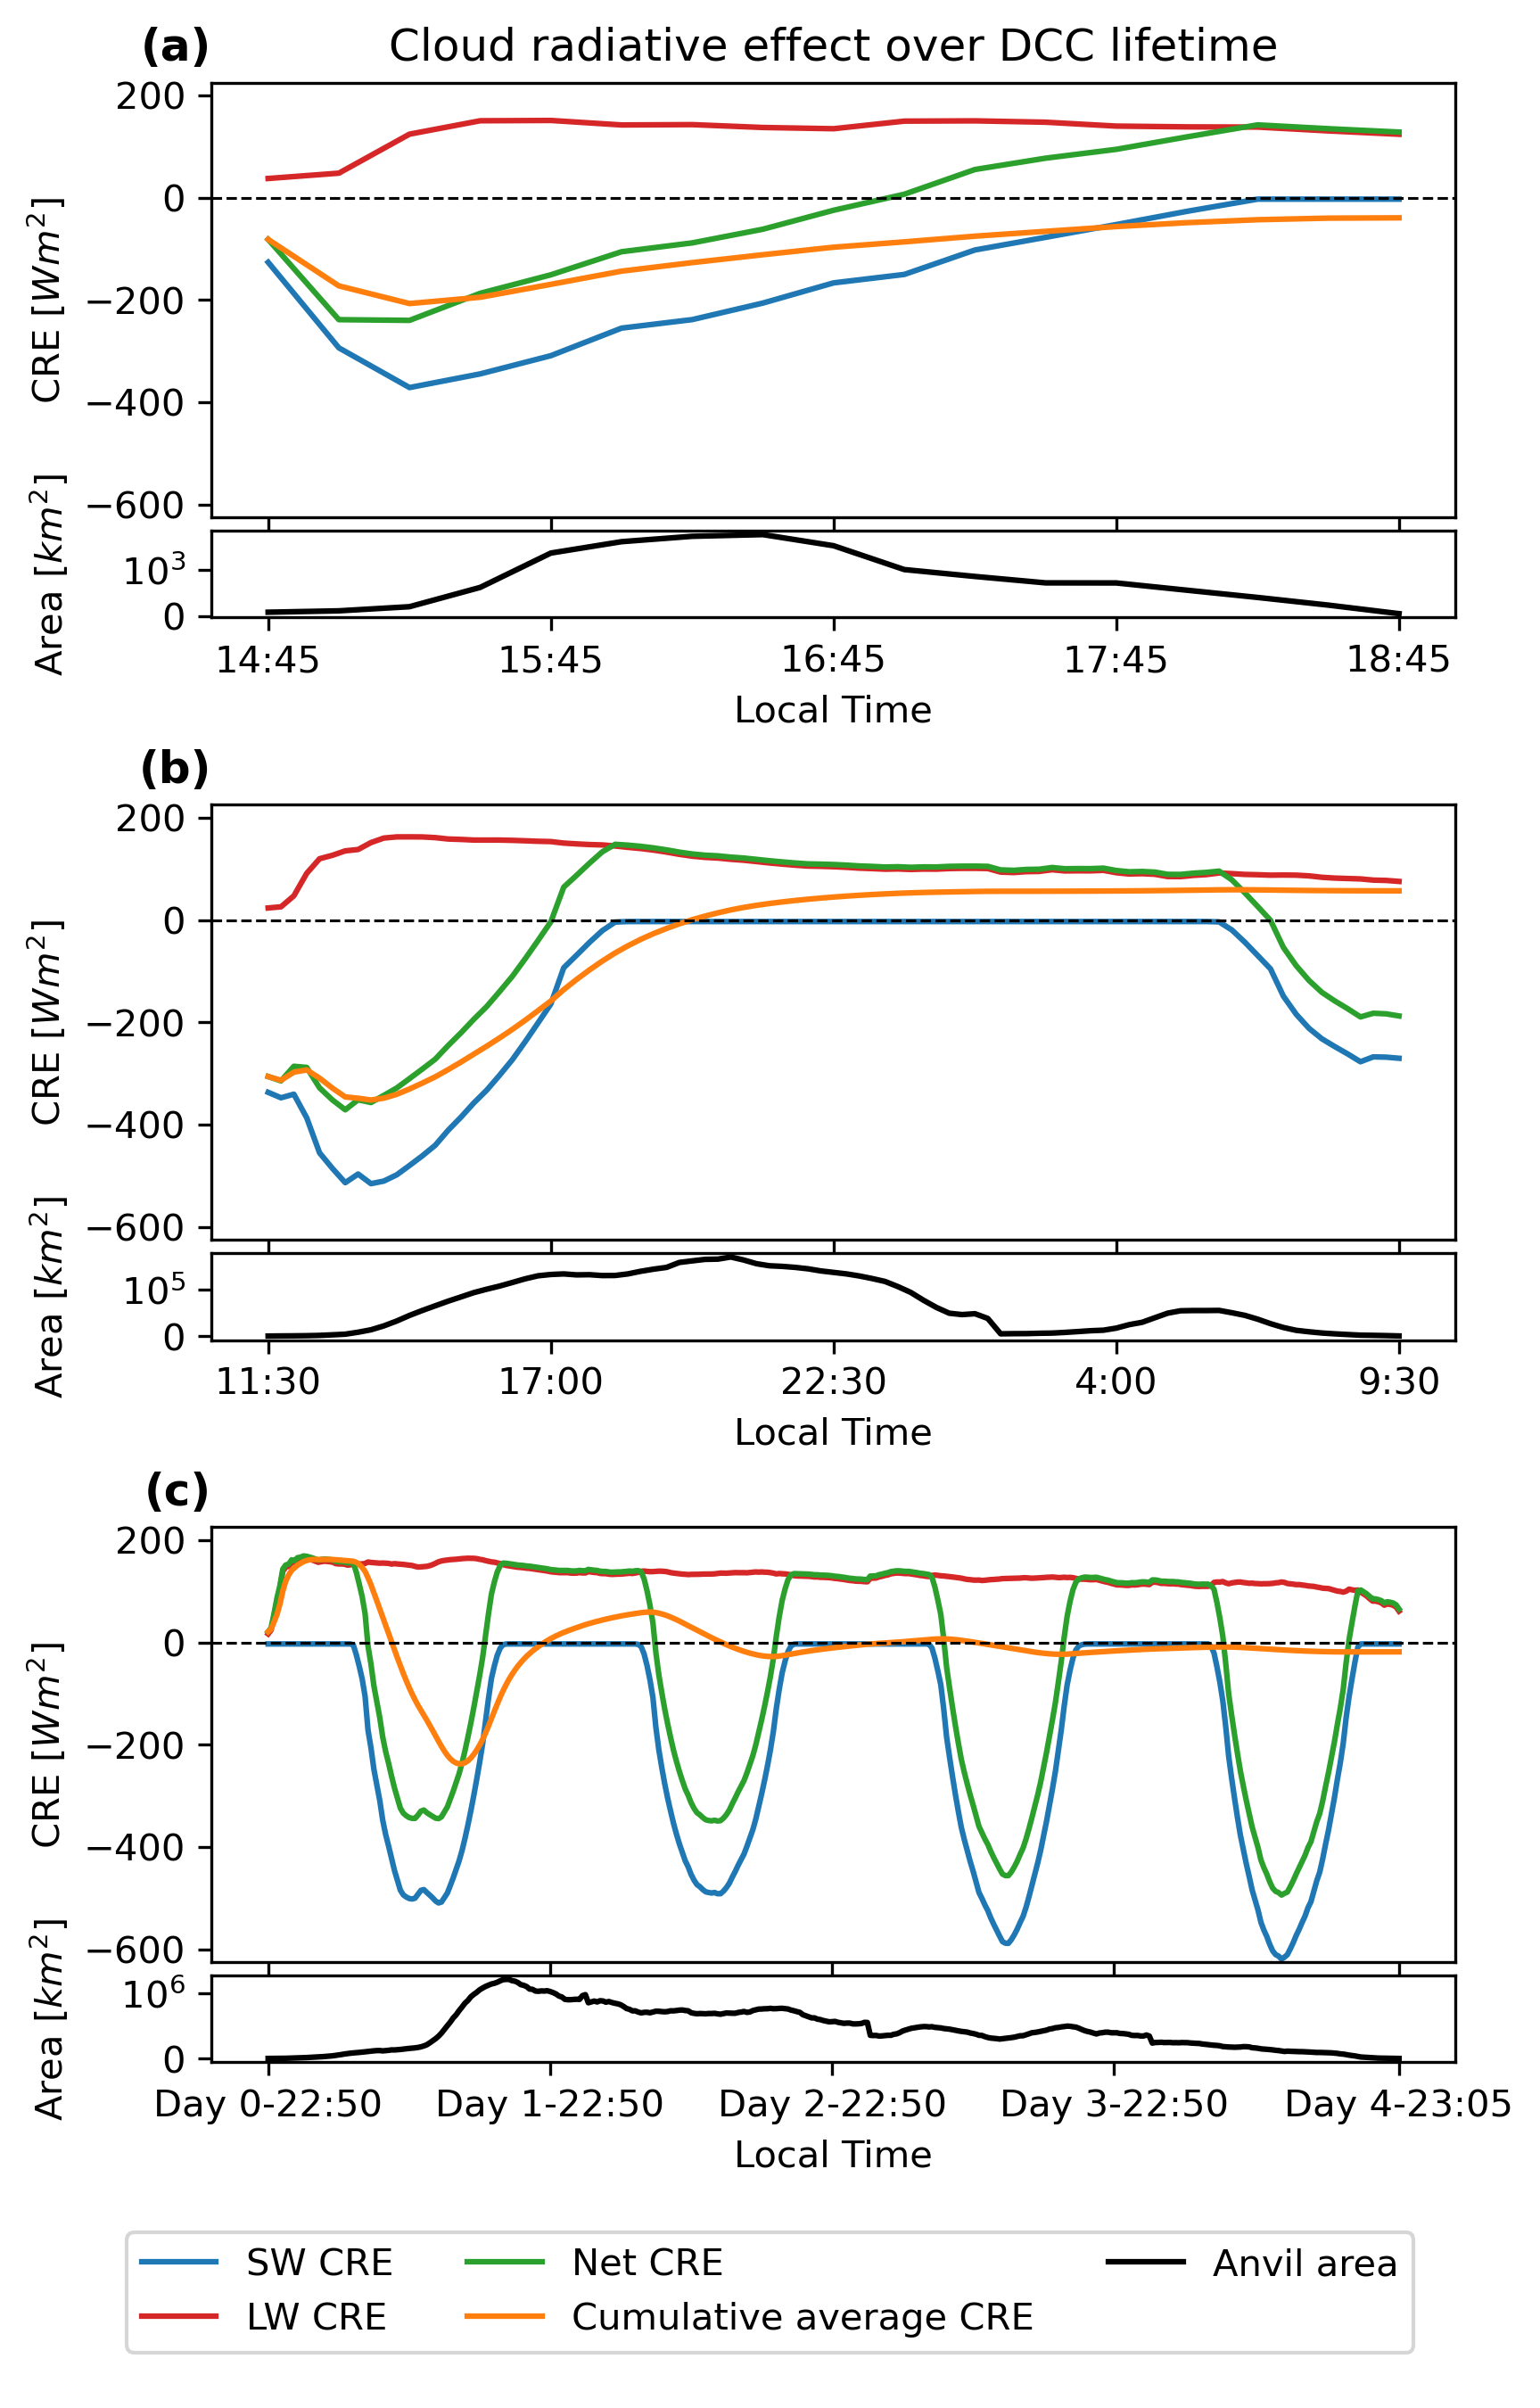 (a) Cloud radiative effect over DCC lifetime
CRE [Wm²]
200
0
−200
−400
−600
Area [km²]
10³
0
14:45 15:45 16:45 17:45 18:45
Local Time
(b)
CRE [Wm²]
200
0
−200
−400
−600
Area [km²]
10⁵
0
11:30 17:00 22:30 4:00 9:30
Local Time
(c)
CRE [Wm²]
200
0
−200
−400
−600
Area [km²]
10⁶
0
Day 0-22:50 Day 1-22:50 Day 2-22:50 Day 3-22:50 Day 4-23:05
Local Time
SW CRE Net CRE Anvil area
LW CRE Cumulative average CRE